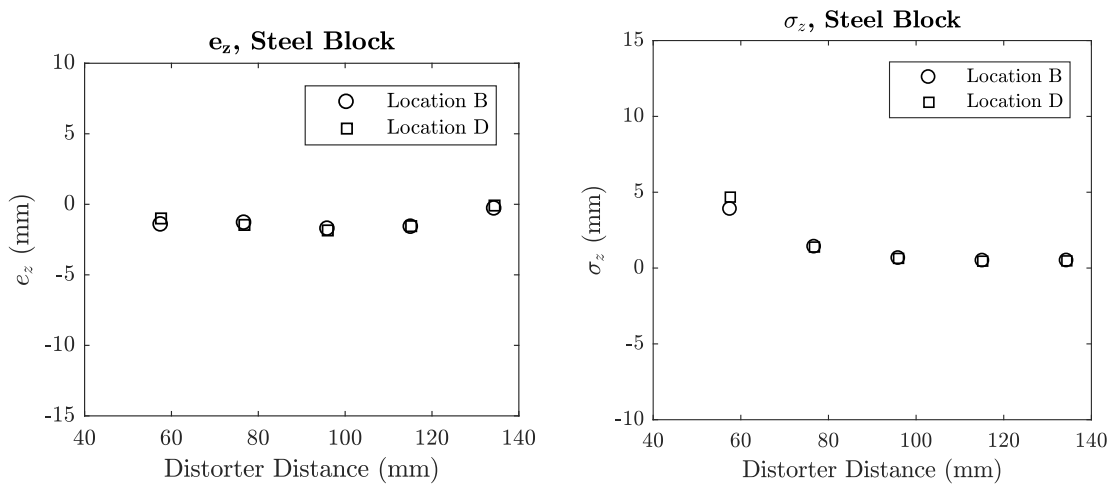 e_z, Steel Block
10
5
0
-5
-10
-15
e_z (mm)
40 60 80 100 120 140
Distorter Distance (mm)
Location B
Location D
σ_z, Steel Block
15
10
5
0
-5
-10
σ_z (mm)
40 60 80 100 120 140
Distorter Distance (mm)
Location B
Location D